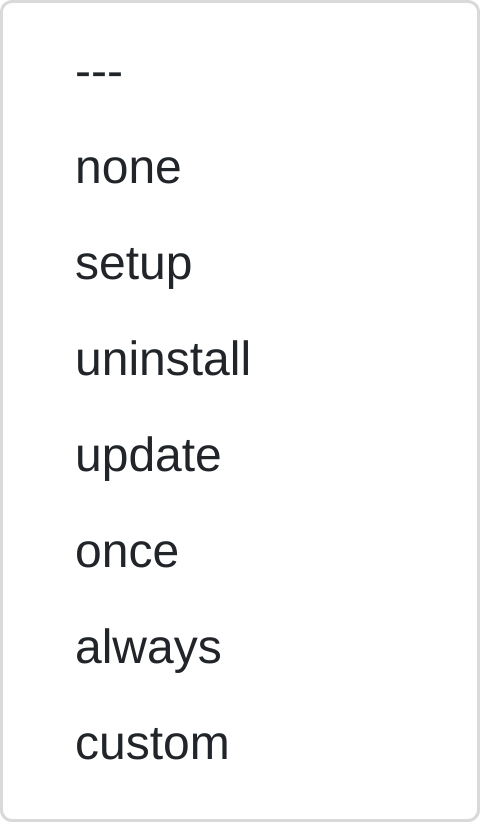 ---
none
setup
uninstall
update
once
always
custom